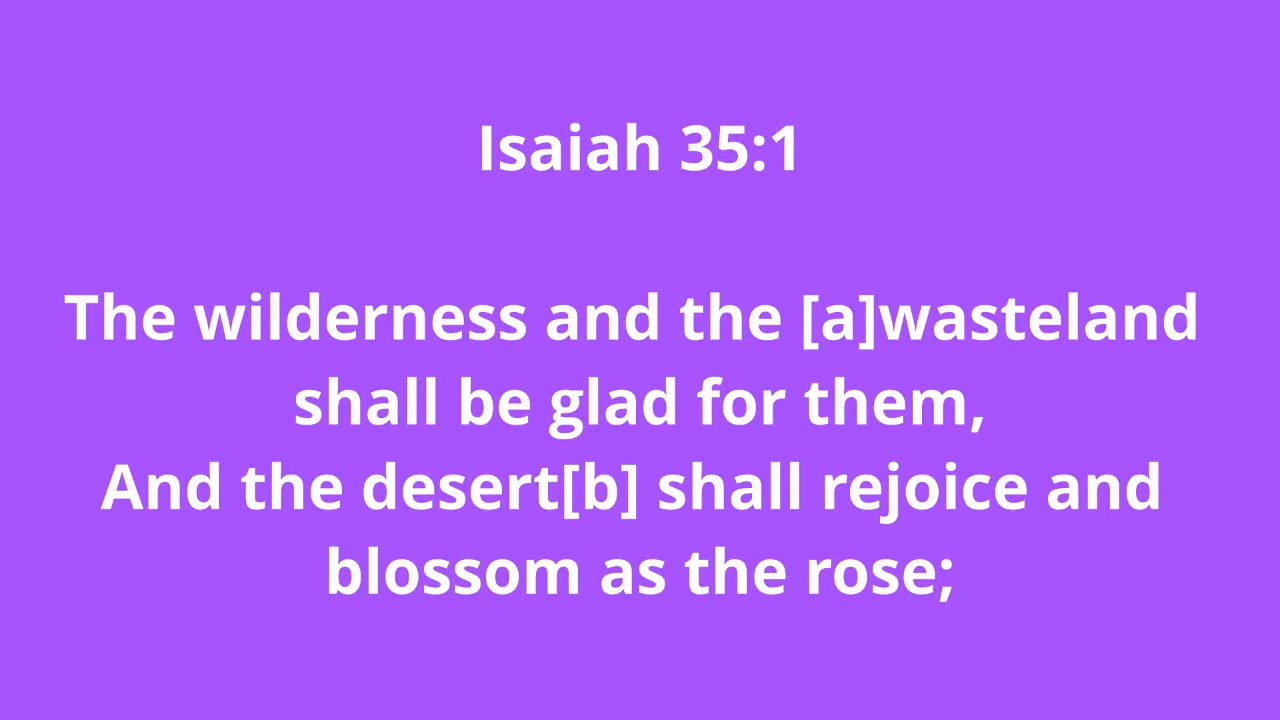 Isaiah 35:1
The wilderness and the [a]wasteland
shall be glad for them,
And the desert[b] shall rejoice and
blossom as the rose;